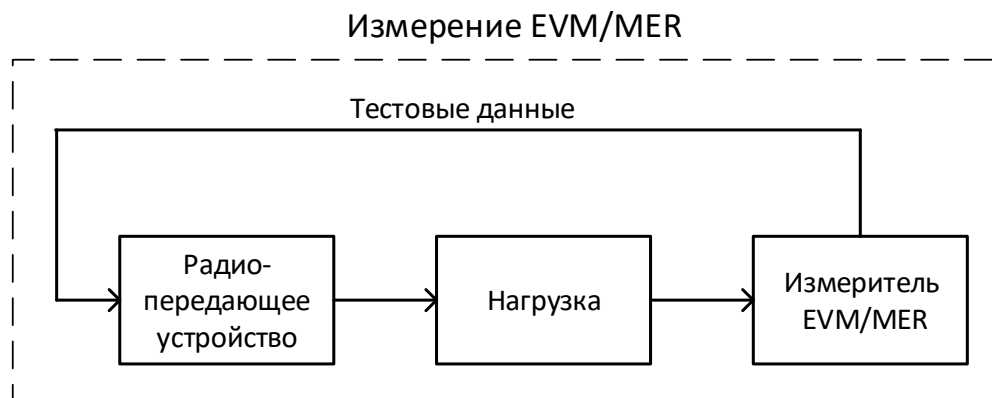 Измерение EVM/MER
Тестовые данные
Радио-
передающее
устройство
Нагрузка
Измеритель
EVM/MER